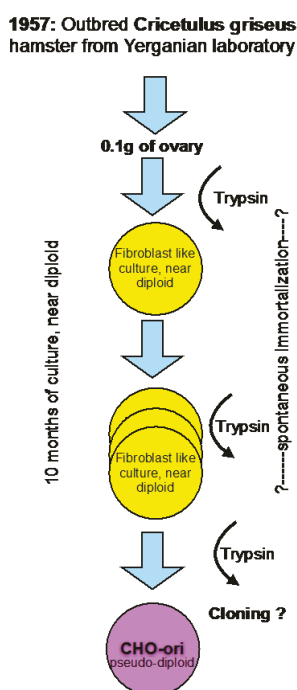 1957: Outbred Cricetulus griseus
hamster from Yerganian laboratory
0.1g of ovary
Trypsin
Fibroblast like
culture, near
diploid
10 months of culture, near diploid
?-----spontaneous immortalization----?
Trypsin
Fibroblast like
culture, near
diploid
Trypsin
Cloning ?
CHO-ori
pseudo-diploid